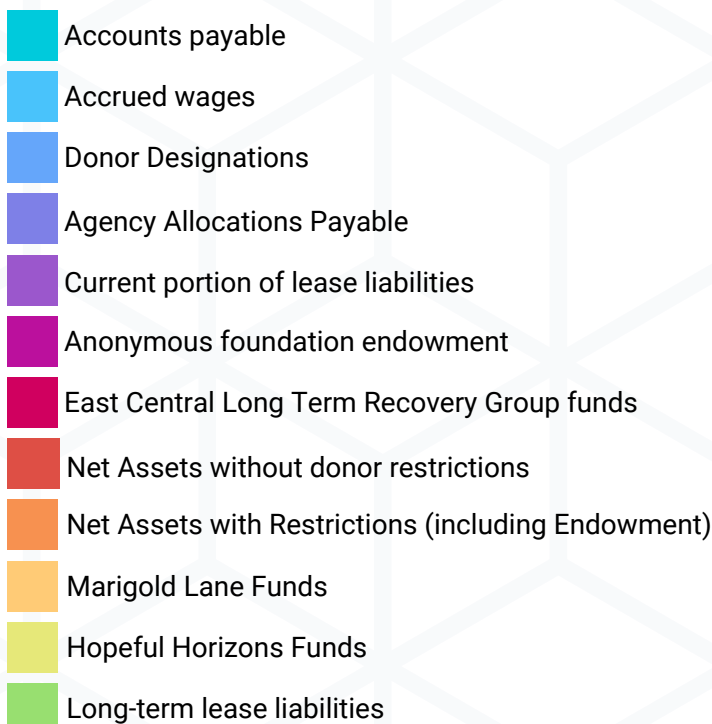 Accounts payable
Accrued wages
Donor Designations
Agency Allocations Payable
Current portion of lease liabilities
Anonymous foundation endowment
East Central Long Term Recovery Group funds
Net Assets without donor restrictions
Net Assets with Restrictions (including Endowment)
Marigold Lane Funds
Hopeful Horizons Funds
Long-term lease liabilities